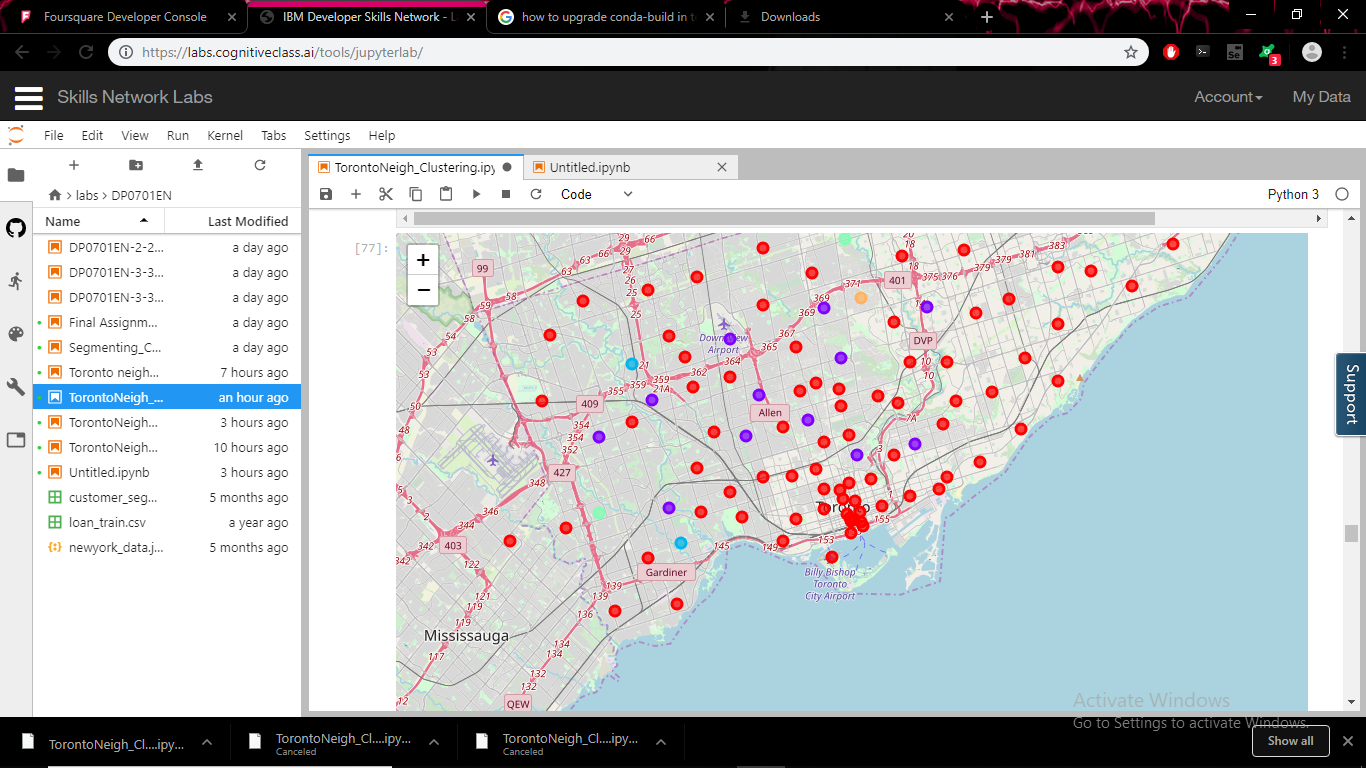 Foursquare Developer Console
IBM Developer Skills Network - L
how to upgrade conda-build in t
Downloads
https://labs.cognitiveclass.ai/tools/jupyterlab/
3
Skills Network Labs
Account
My Data
File Edit View Run Kernel Tabs Settings Help
TorontoNeigh_Clustering.ipy
Untitled.ipynb
labs > DP0701EN
Code
Python 3
Name Last Modified
DP0701EN-2-2... a day ago
DP0701EN-3-3... a day ago
DP0701EN-3-3... a day ago
Final Assignm... a day ago
Segmenting_C... a day ago
Toronto neigh... 7 hours ago
TorontoNeigh_... an hour ago
TorontoNeigh... 3 hours ago
TorontoNeigh... 10 hours ago
Untitled.ipynb 3 hours ago
customer_seg... 5 months ago
loan_train.csv a year ago
newyork_data.j... 5 months ago
[77]:
+
−
99
401
DVP
409
Allen
427
403
Gardiner
QEW
Downview
Airport
Toronto
Billy Bishop
Toronto
City Airport
Mississauga
Support
Activate Windows
Go to Settings to activate Windows.
TorontoNeigh_Cl....ipy...
TorontoNeigh_Cl....ipy...
Canceled
TorontoNeigh_Cl....ipy...
Canceled
Show all